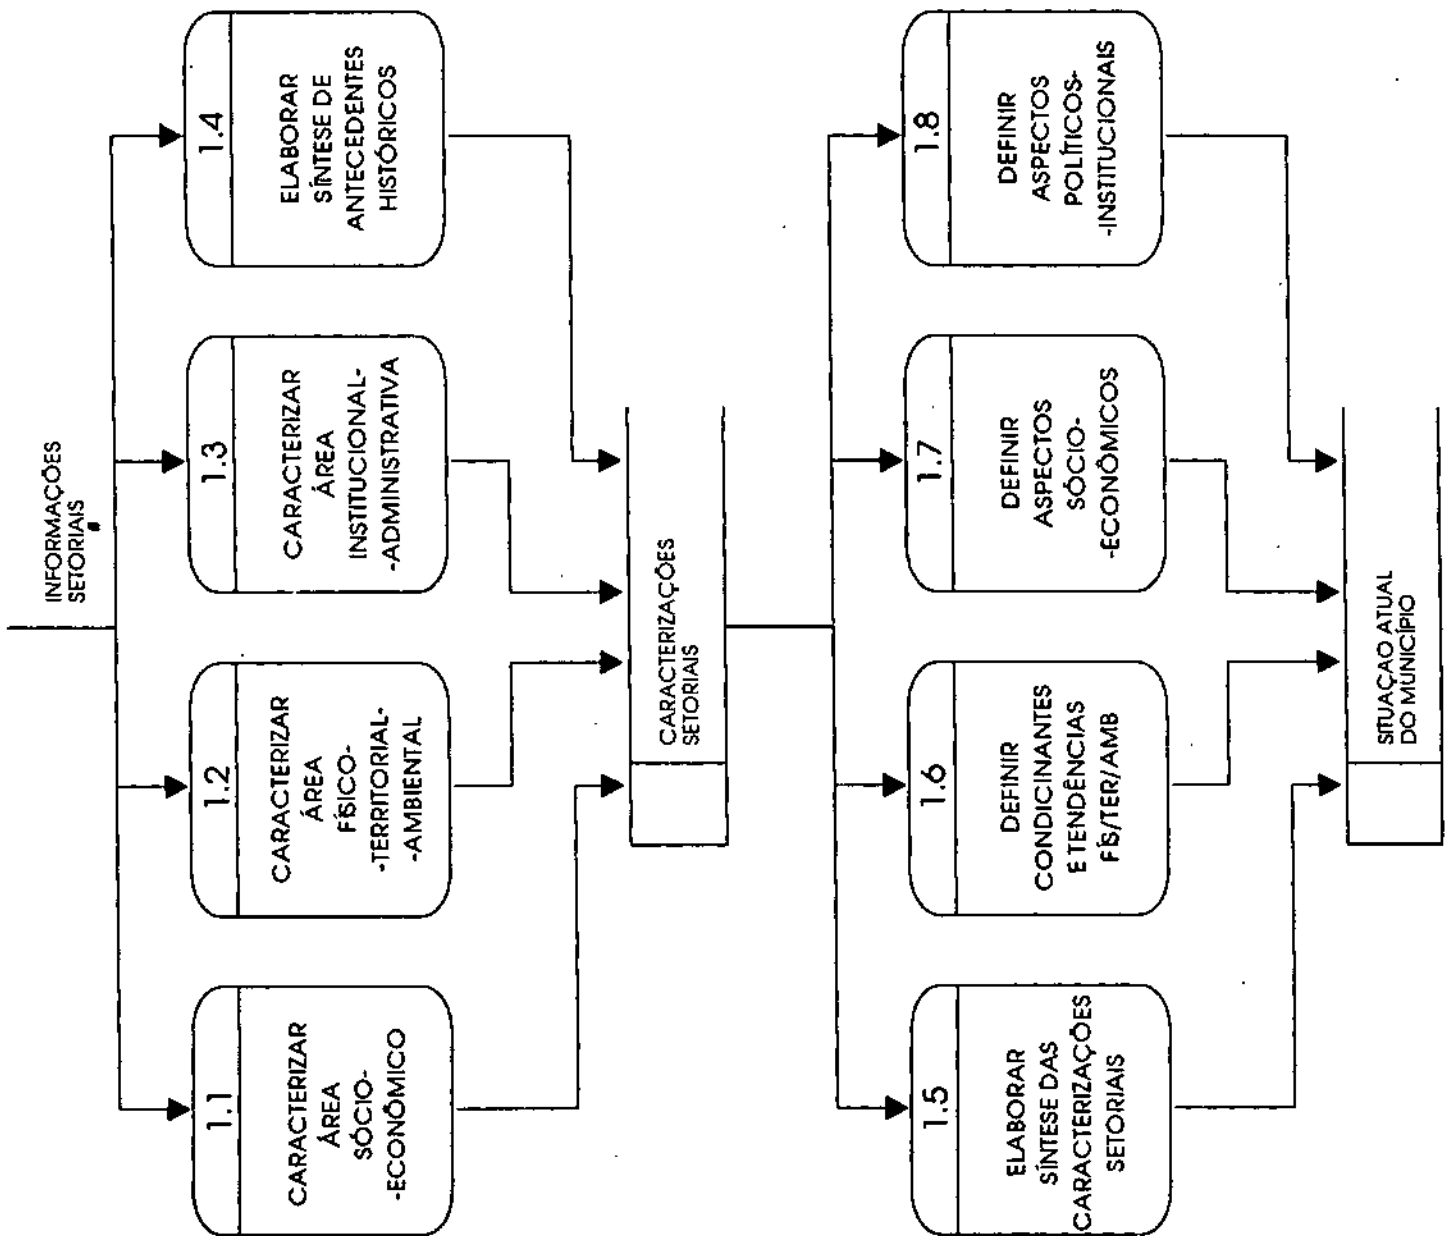 INFORMAÇÕES
SETORIAIS
1.1
CARACTERIZAR
ÁREA
SÓCIO-
-ECONÔMICO
1.2
CARACTERIZAR
ÁREA
FÍSICO-
-TERRITORIAL-
-AMBIENTAL
1.3
CARACTERIZAR
ÁREA
INSTITUCIONAL-
-ADMINISTRATIVA
1.4
ELABORAR
SÍNTESE DE
ANTECEDENTES
HISTÓRICOS
CARACTERIZAÇÕES
SETORIAIS
1.5
ELABORAR
SÍNTESE DAS
CARACTERIZAÇÕES
SETORIAIS
1.6
DEFINIR
CONDICINANTES
E TENDÊNCIAS
FÍS/TER/AMB
1.7
DEFINIR
ASPECTOS
SÓCIO-
-ECONÔMICOS
1.8
DEFINIR
ASPECTOS
POLÍTICOS-
-INSTITUCIONAIS
SITUAÇAO ATUAL
DO MUNICÍPIO